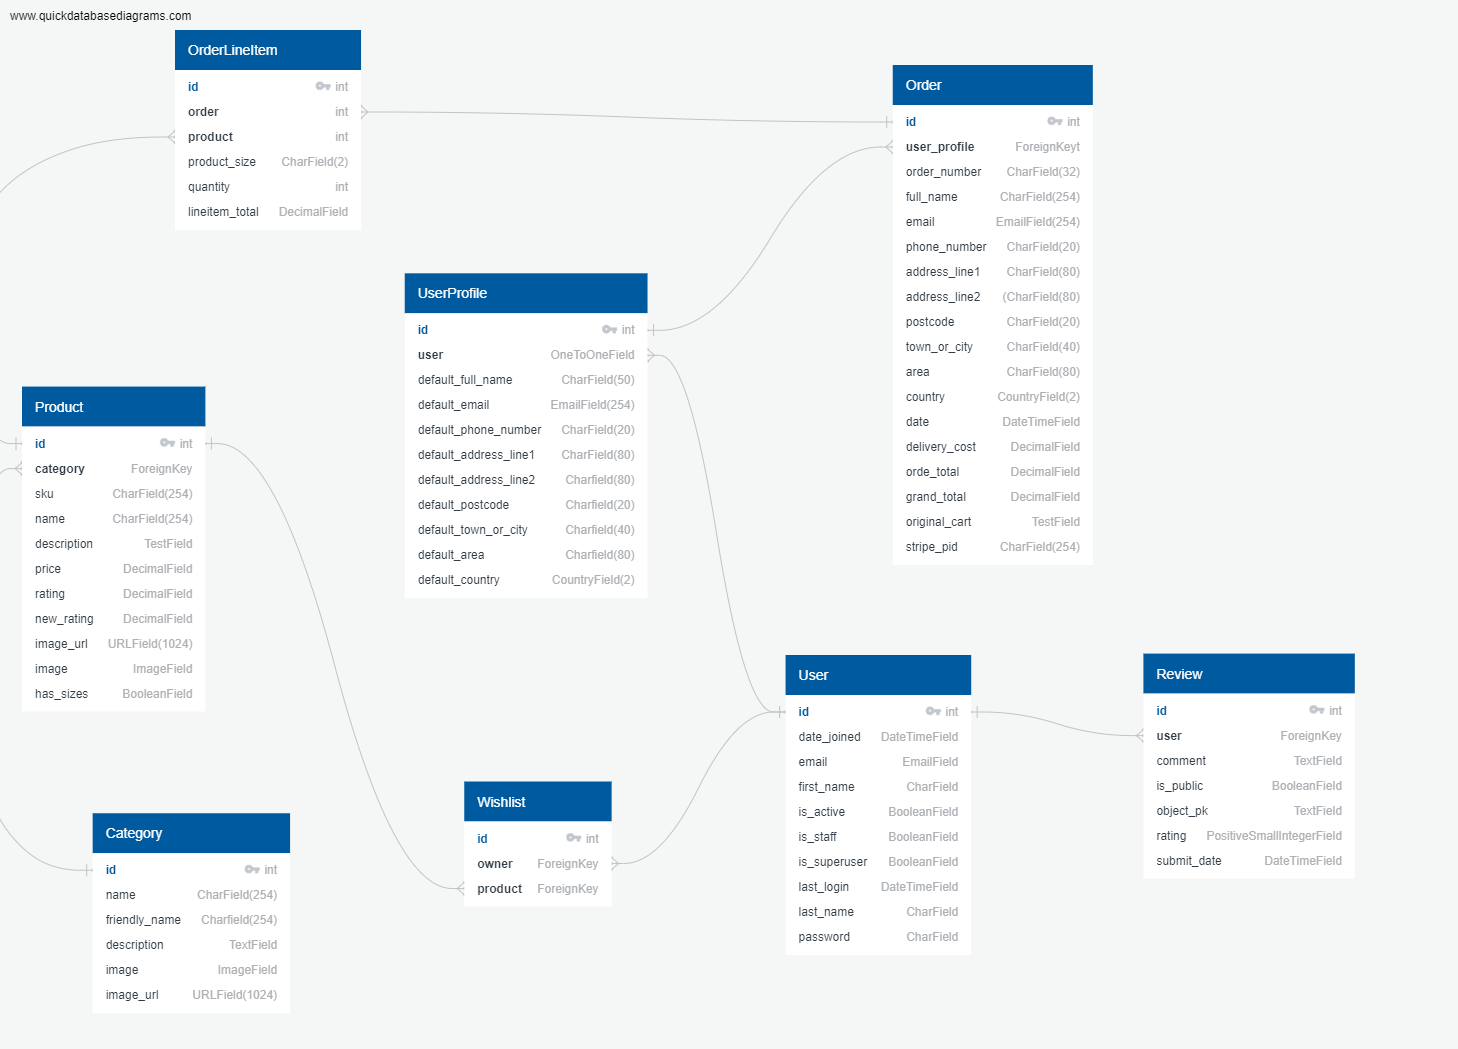 www.quickdatabasediagrams.com
OrderLineItem
id int
order int
product int
product_size CharField(2)
quantity int
lineitem_total DecimalField
Order
id int
user_profile ForeignKeyt
order_number CharField(32)
full_name CharField(254)
email EmailField(254)
phone_number CharField(20)
address_line1 CharField(80)
address_line2 (CharField(80)
postcode CharField(20)
town_or_city CharField(40)
area CharField(80)
country CountryField(2)
date DateTimeField
delivery_cost DecimalField
orde_total DecimalField
grand_total DecimalField
original_cart TestField
stripe_pid CharField(254)
UserProfile
id int
user OneToOneField
default_full_name CharField(50)
default_email EmailField(254)
default_phone_number CharField(20)
default_address_line1 CharField(80)
default_address_line2 Charfield(80)
default_postcode Charfield(20)
default_town_or_city Charfield(40)
default_area Charfield(80)
default_country CountryField(2)
Product
id int
category ForeignKey
sku CharField(254)
name CharField(254)
description TestField
price DecimalField
rating DecimalField
new_rating DecimalField
image_url URLField(1024)
image ImageField
has_sizes BooleanField
User
id int
date_joined DateTimeField
email EmailField
first_name CharField
is_active BooleanField
is_staff BooleanField
is_superuser BooleanField
last_login DateTimeField
last_name CharField
password CharField
Review
id int
user ForeignKey
comment TextField
is_public BooleanField
object_pk TextField
rating PositiveSmallIntegerField
submit_date DateTimeField
Wishlist
id int
owner ForeignKey
product ForeignKey
Category
id int
name CharField(254)
friendly_name Charfield(254)
description TextField
image ImageField
image_url URLField(1024)